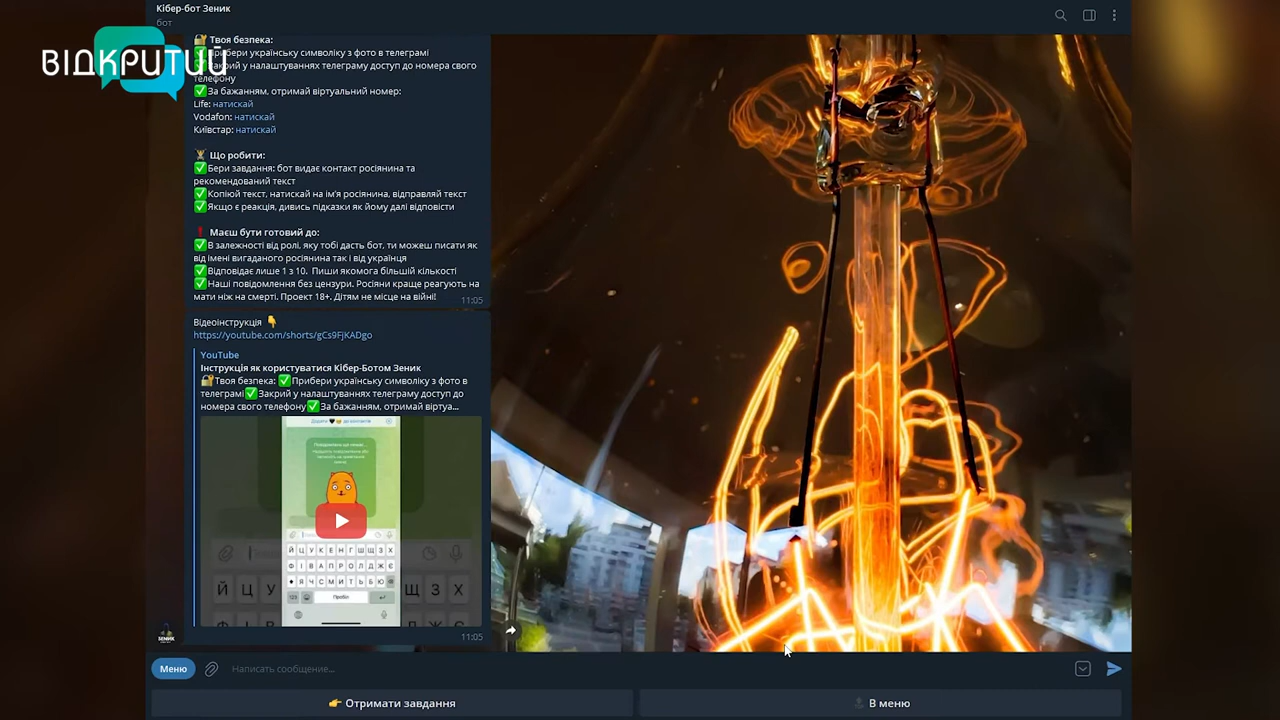 Кібер-бот Зеник
бот
ВІДКРИТИЙ
🔐 Твоя безпека:
✅Прибери українську символіку з фото в телеграмі
✅Закрий у налаштуваннях телеграму доступ до номера свого
телефону
✅За бажанням, отримай віртуальний номер:
Life: натискай
Vodafon: натискай
Київстар: натискай
🏋 Що робити:
✅Бери завдання: бот видає контакт росіянина та
рекомендований текст
✅Копіюй текст, натискай на ім'я росіянина, відправляй текст
✅Якщо є реакція, дивись підказки як йому далі відповісти
❗ Маєш бути готовий до:
✅В залежності від ролі, яку тобі дасть бот, ти можеш писати як
від імені вигаданого росіянина так і від українця
✅Відповідає лише 1 з 10. Пиши якомога більшій кількості
✅Наші повідомлення без цензури. Росіяни краще реагують на
мати ніж на смерті. Проект 18+. Дітям не місце на війні!
11:05
Відеоінструкція 👇
https://youtube.com/shorts/gCs9FjKADgo
YouTube
Інструкція як користуватися Кібер-Ботом Зеник
🔐Твоя безпека: ✅Прибери українську символіку з фото в
телеграмі✅Закрий у налаштуваннях телеграму доступ до
номера свого телефону✅За бажанням, отримай віртуа...
Й Ц У К Е Н Г Ш Щ З Х
Ф І В А П Р О Л Д Ж Є
Я Ч С М И Т Ь Б Ю
Пробіл
Й Ц У
Щ З Х
ЗЕНИК
11:05
Меню
Написать сообщение...
👉 Отримати завдання
В меню